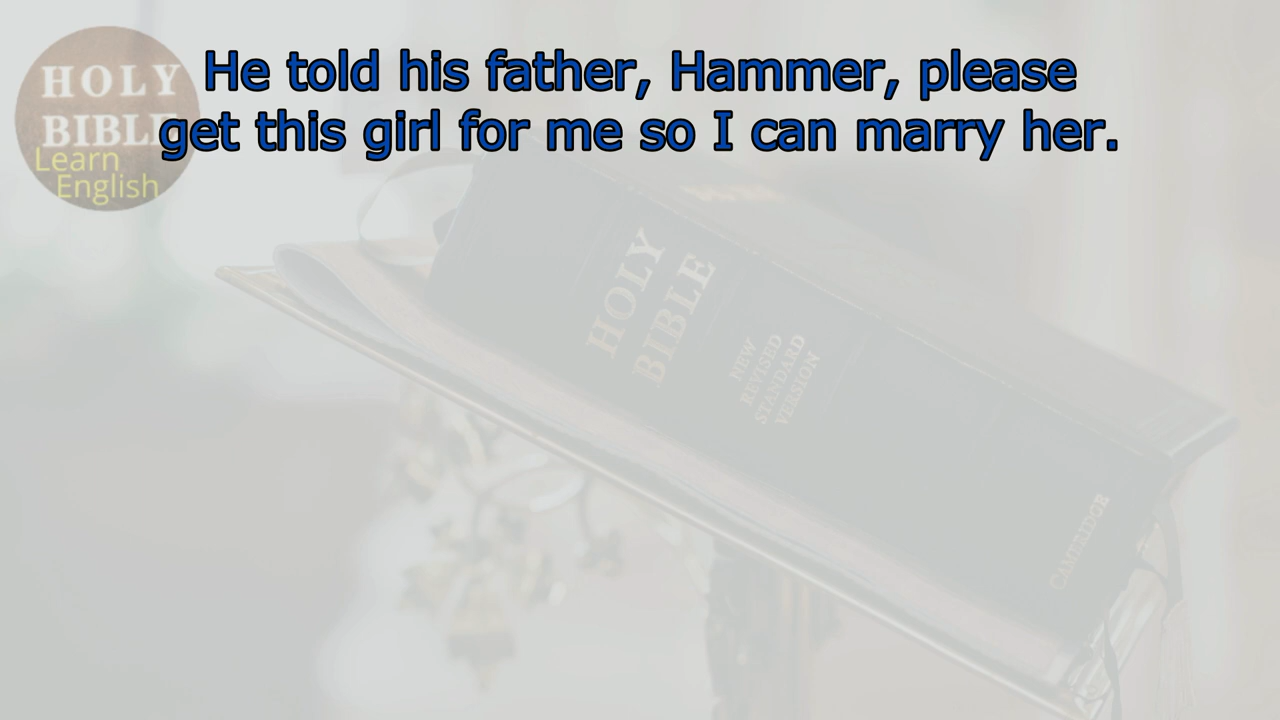 He told his father, Hammer, please
get this girl for me so I can marry her.
HOLY
BIBLE
Learn
English
HOLY
BIBLE
NEW
REVISED
STANDARD
VERSION
CAMBRIDGE